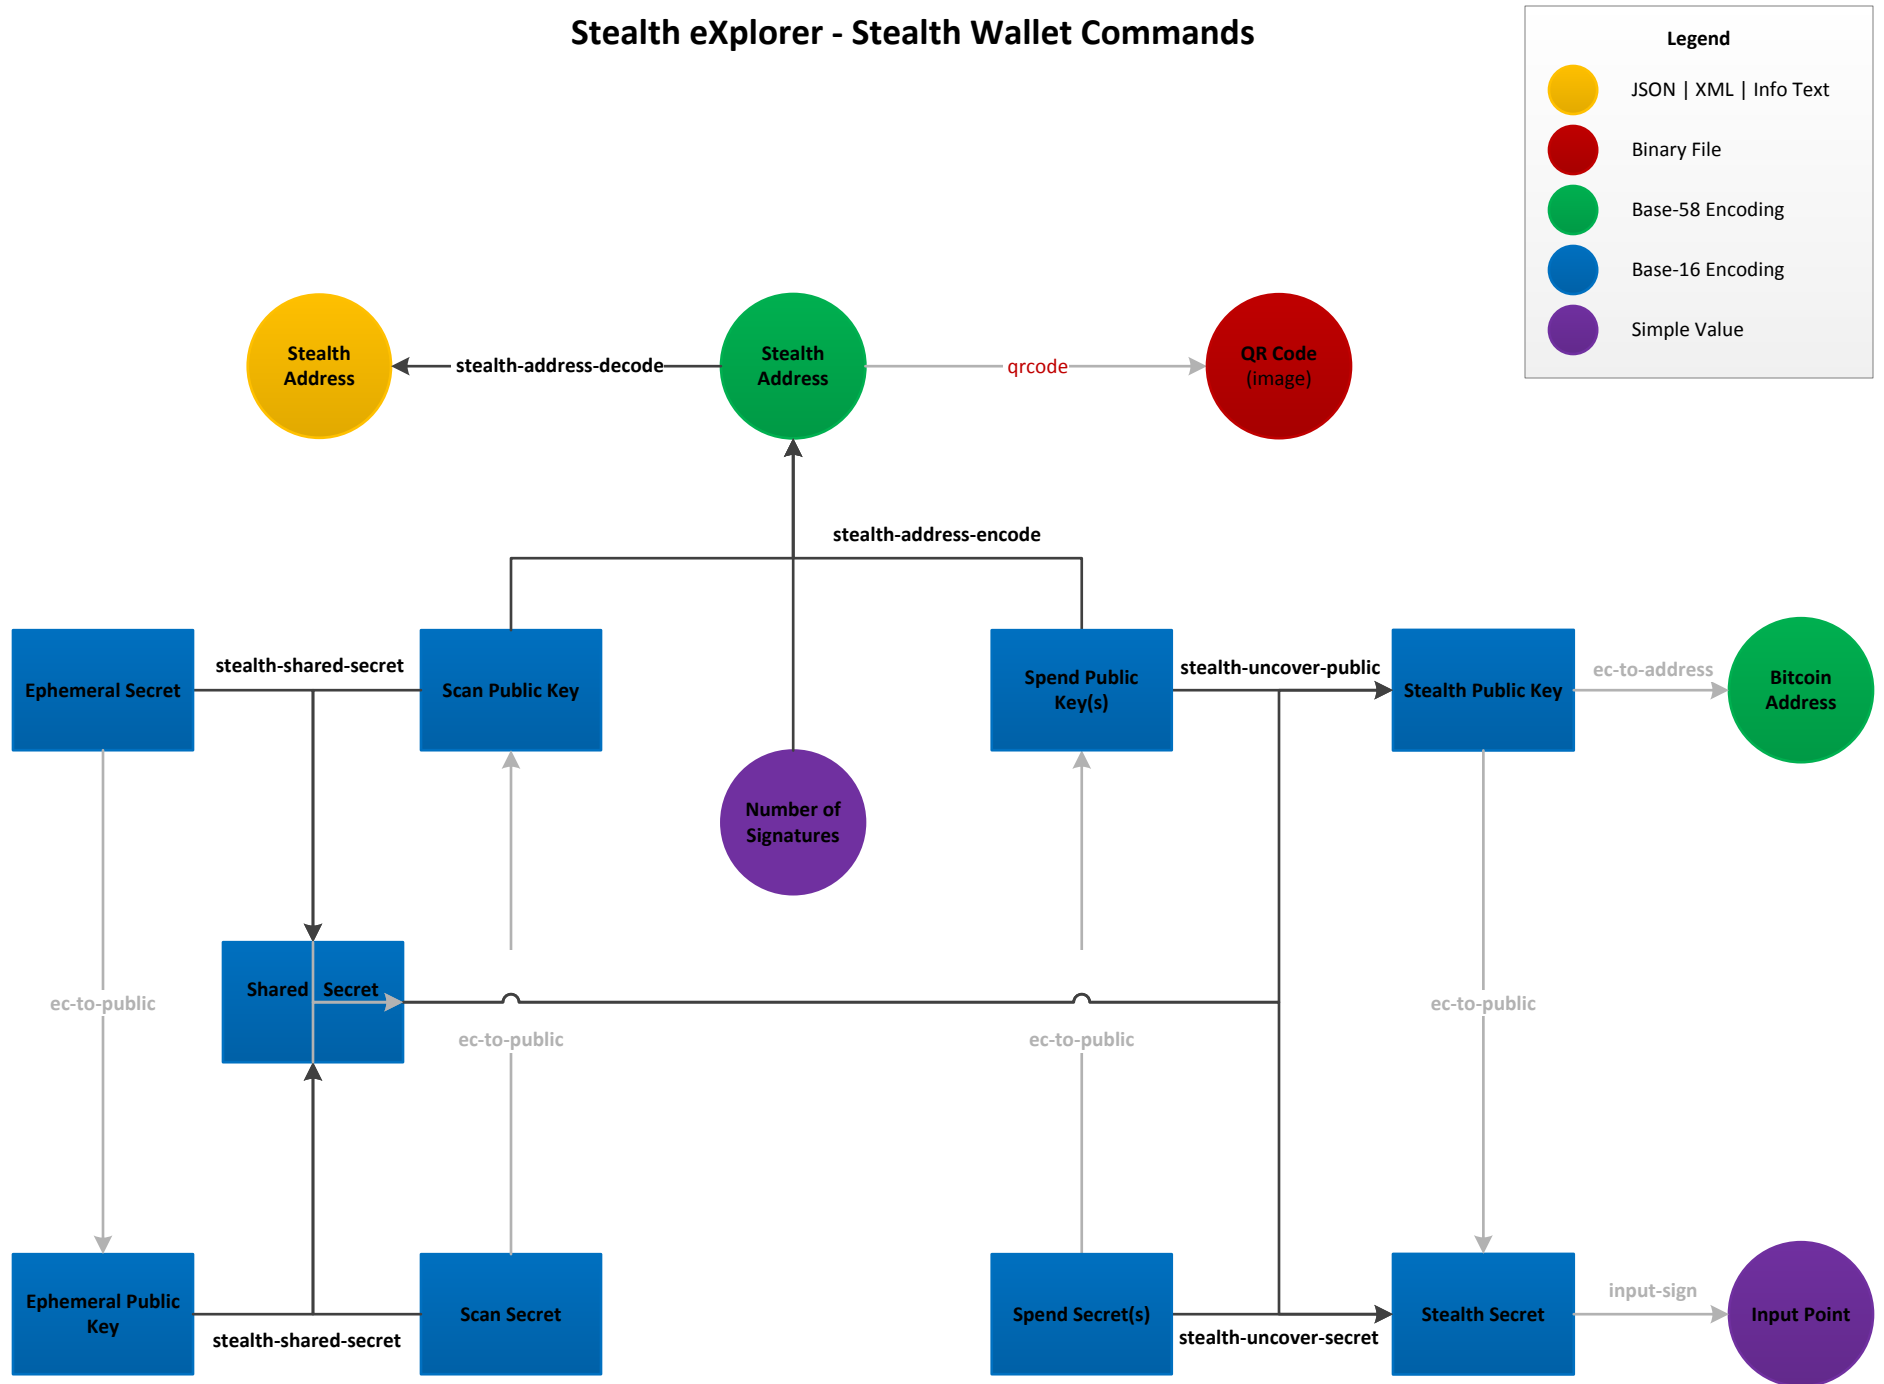 Stealth eXplorer - Stealth Wallet Commands
Legend
JSON | XML | Info Text
Binary File
Base-58 Encoding
Base-16 Encoding
Simple Value
Stealth
Address
stealth-address-decode
Stealth
Address
qrcode
QR Code
(image)
stealth-address-encode
Ephemeral Secret
stealth-shared-secret
Scan Public Key
Spend Public
Key(s)
stealth-uncover-public
Stealth Public Key
ec-to-address
Bitcoin
Address
Number of
Signatures
Shared Secret
ec-to-public
ec-to-public
ec-to-public
ec-to-public
Ephemeral Public
Key
stealth-shared-secret
Scan Secret
Spend Secret(s)
stealth-uncover-secret
Stealth Secret
input-sign
Input Point